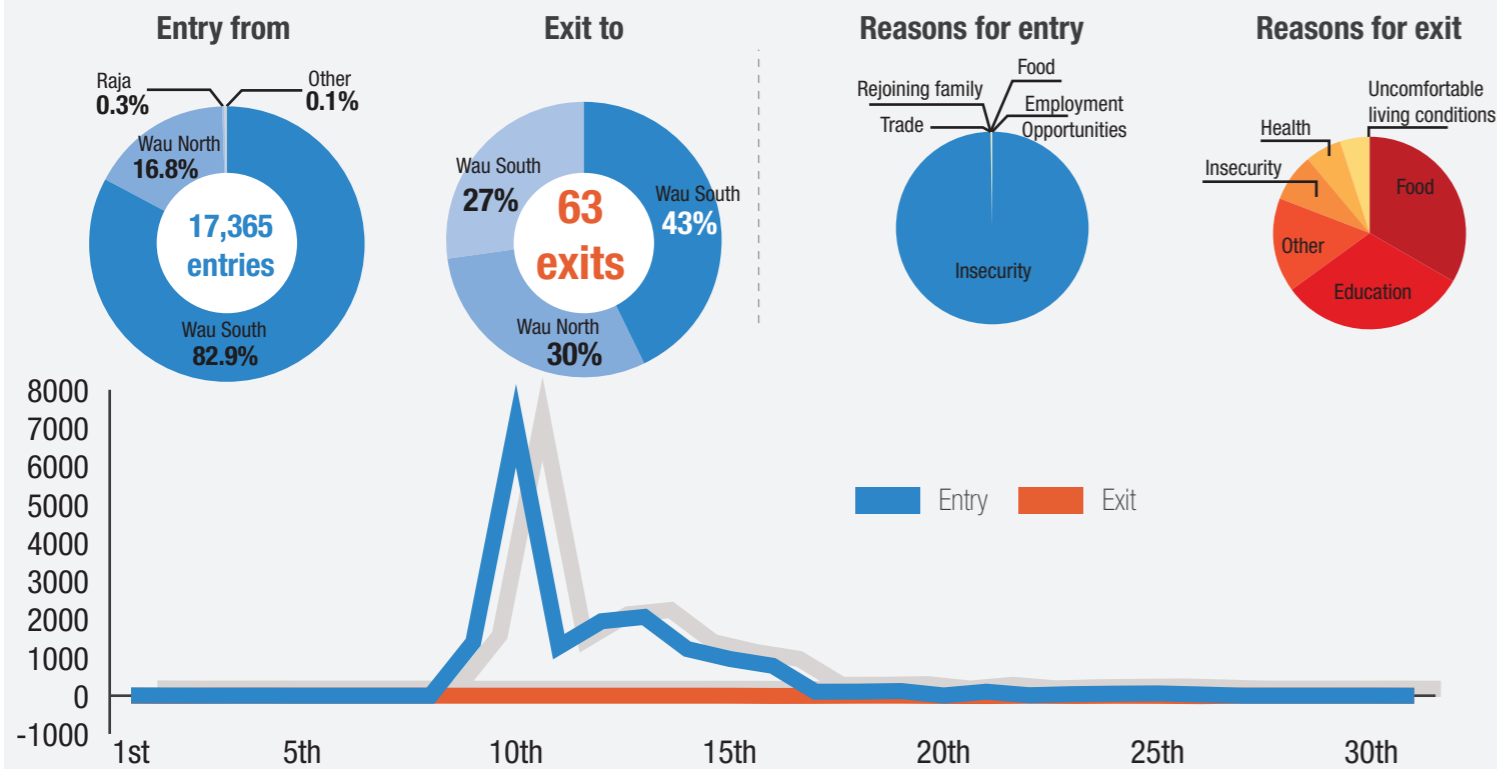 Entry from
Raja
0.3%
Other
0.1%
Wau North
16.8%
17,365
entries
Wau South
82.9%
Exit to
Wau South
27%
63
exits
Wau South
43%
Wau North
30%
Reasons for entry
Food
Rejoining family
Employment
Opportunities
Trade
Insecurity
Reasons for exit
Uncomfortable
living conditions
Health
Insecurity
Food
Other
Education
8000
7000
6000
5000
4000
3000
2000
1000
0
-1000
Entry
Exit
1st
5th
10th
15th
20th
25th
30th